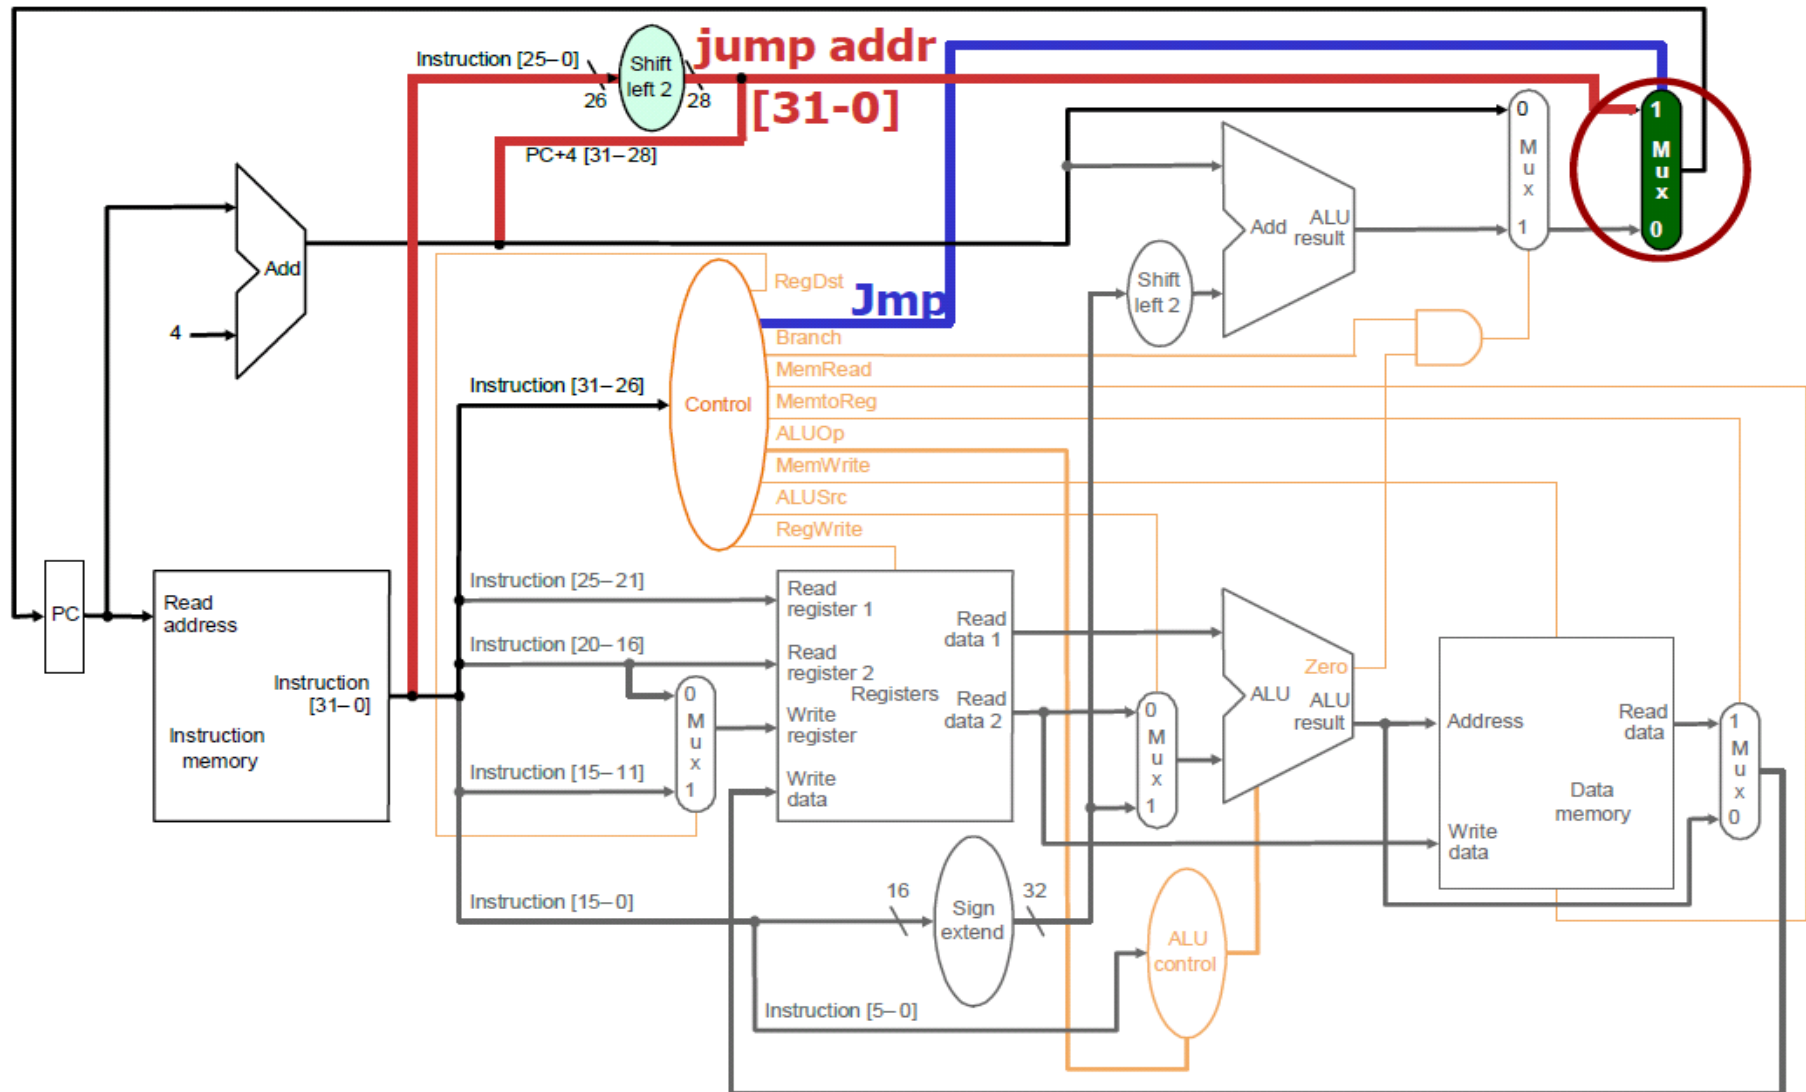 Instruction [25–0]
26
Shift
left 2
28
jump addr
[31-0]
PC+4 [31–28]
Add
4
0
M
u
x
1
1
M
u
x
0
Add
ALU
result
Shift
left 2
RegDst
Jmp
Branch
MemRead
MemtoReg
ALUOp
MemWrite
ALUSrc
RegWrite
Control
Instruction [31–26]
PC
Read
address
Instruction
[31–0]
Instruction
memory
Instruction [25–21]
Instruction [20–16]
Instruction [15–11]
0
M
u
x
1
Read
register 1
Read
register 2
Write
register
Write
data
Registers
Read
data 1
Read
data 2
0
M
u
x
1
Zero
ALU
ALU
result
Address
Write
data
Read
data
Data
memory
1
M
u
x
0
Instruction [15–0]
16
Sign
extend
32
ALU
control
Instruction [5–0]